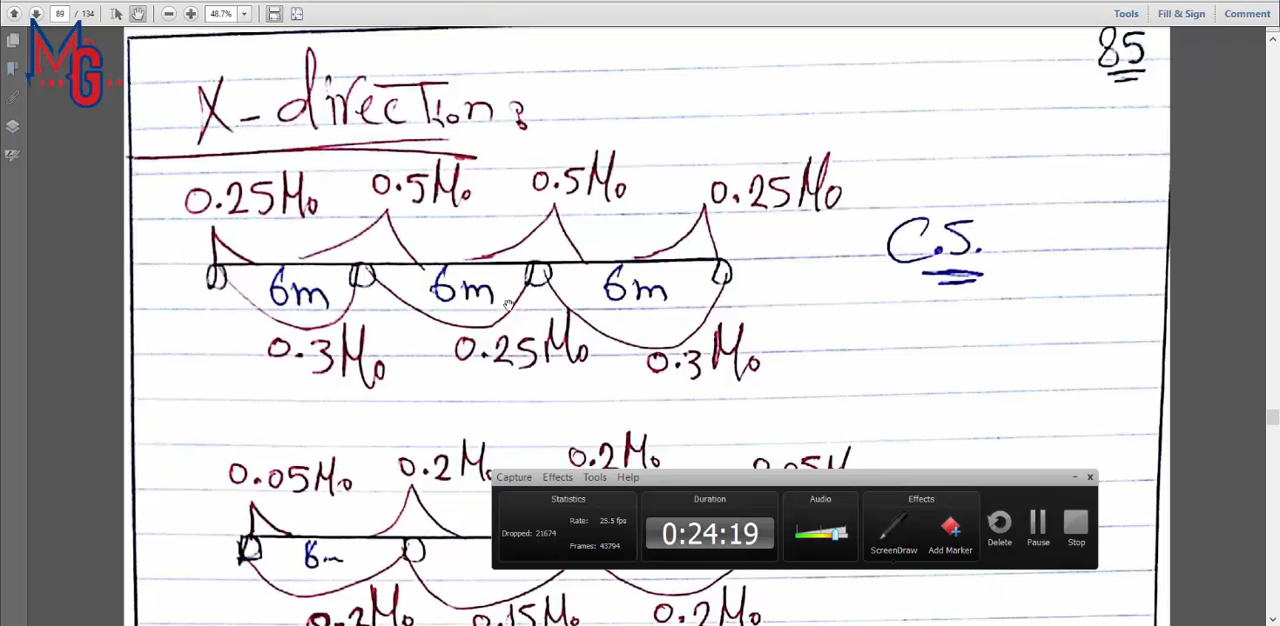 89 / 134
48.7%
Tools
Fill & Sign
Comment
MG
85
X-direction:
0.25Mo 0.5Mo 0.5Mo 0.25Mo
C.S.
6m 6m 6m
0.3Mo 0.25Mo 0.3Mo
0.05Mo 0.2Mo 0.2Mo 0.05M
6m
0.2Mo 0.15Mo 0.2Mo
Capture Effects Tools Help
Statistics Duration Audio Effects
Rate: 25.5 fps
Dropped: 21674
Frames: 43794
0:24:19
ScreenDraw Add Marker Delete Pause Stop